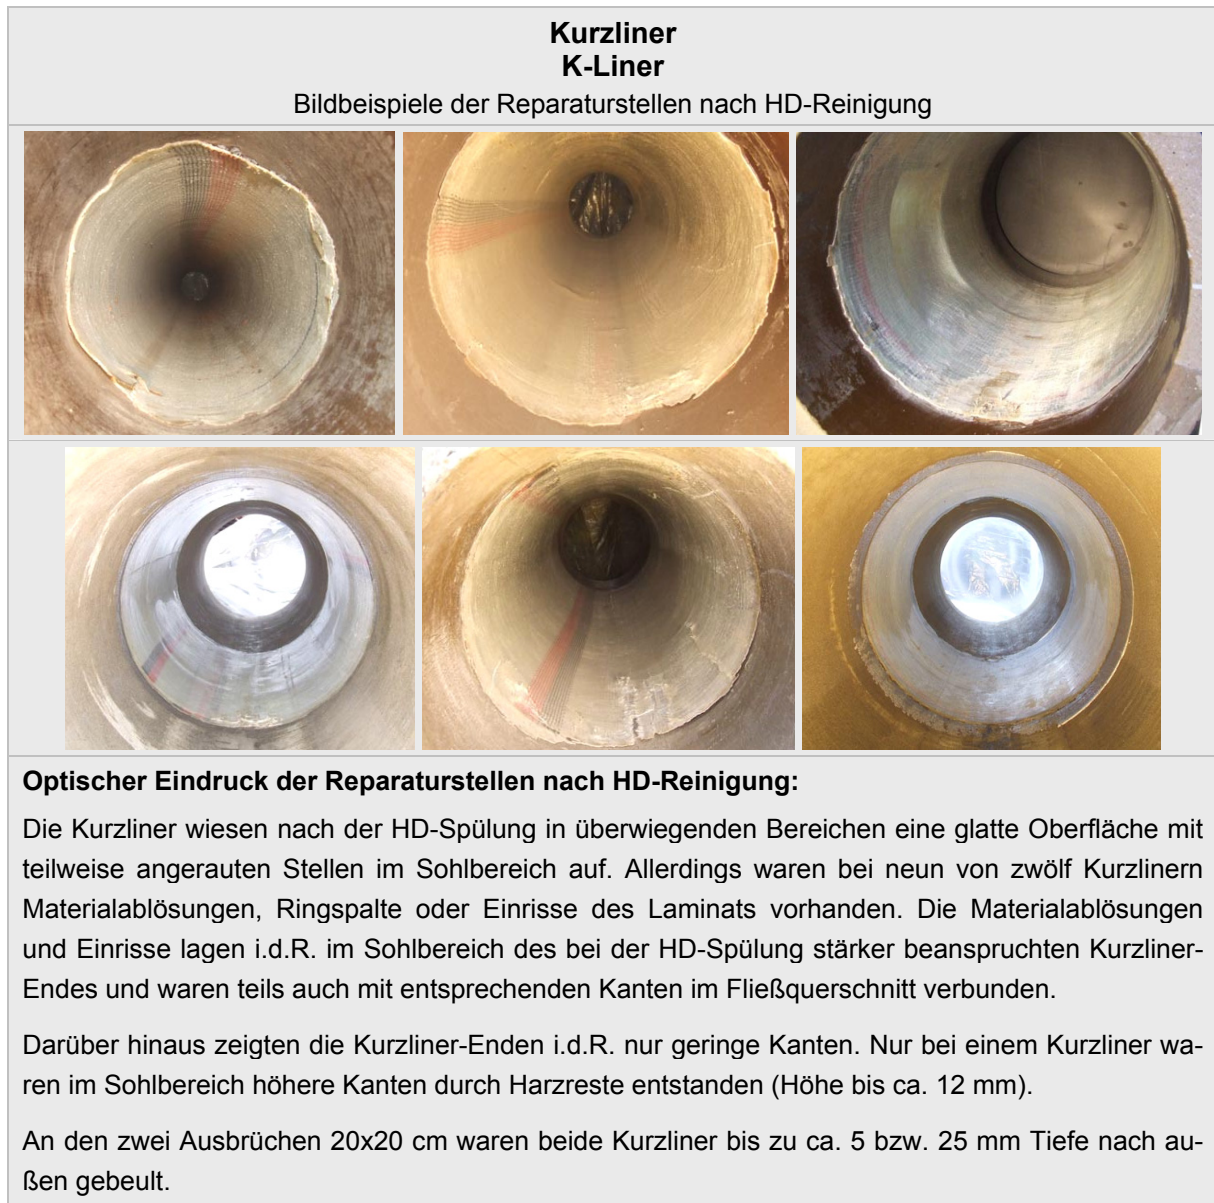 Kurzliner
K-Liner
Bildbeispiele der Reparaturstellen nach HD-Reinigung
Optischer Eindruck der Reparaturstellen nach HD-Reinigung:
Die Kurzliner wiesen nach der HD-Spülung in überwiegenden Bereichen eine glatte Oberfläche mit
teilweise angerauten Stellen im Sohlbereich auf. Allerdings waren bei neun von zwölf Kurzlinern
Materialablösungen, Ringspalte oder Einrisse des Laminats vorhanden. Die Materialablösungen
und Einrisse lagen i.d.R. im Sohlbereich des bei der HD-Spülung stärker beanspruchten Kurzliner-
Endes und waren teils auch mit entsprechenden Kanten im Fließquerschnitt verbunden.
Darüber hinaus zeigten die Kurzliner-Enden i.d.R. nur geringe Kanten. Nur bei einem Kurzliner wa-
ren im Sohlbereich höhere Kanten durch Harzreste entstanden (Höhe bis ca. 12 mm).
An den zwei Ausbrüchen 20x20 cm waren beide Kurzliner bis zu ca. 5 bzw. 25 mm Tiefe nach au-
ßen gebeult.